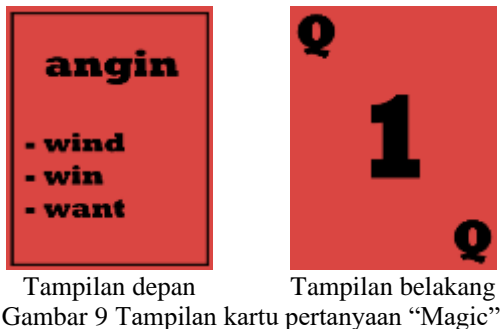 angin
- wind
- win
- want
Q
1
Q
Tampilan depan
Tampilan belakang
Gambar 9 Tampilan kartu pertanyaan “Magic”